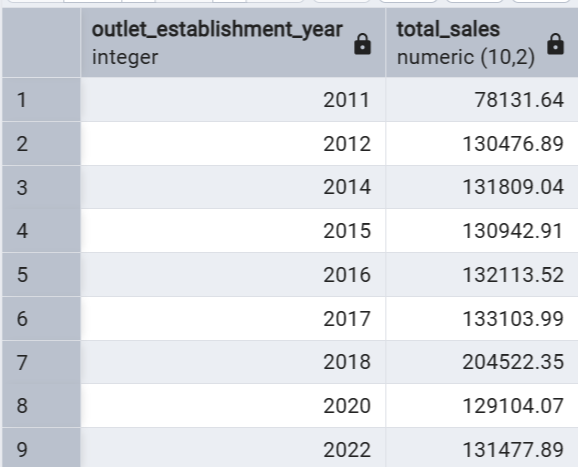 outlet_establishment_year total_sales
integer numeric (10,2)
1 2011 78131.64
2 2012 130476.89
3 2014 131809.04
4 2015 130942.91
5 2016 132113.52
6 2017 133103.99
7 2018 204522.35
8 2020 129104.07
9 2022 131477.89